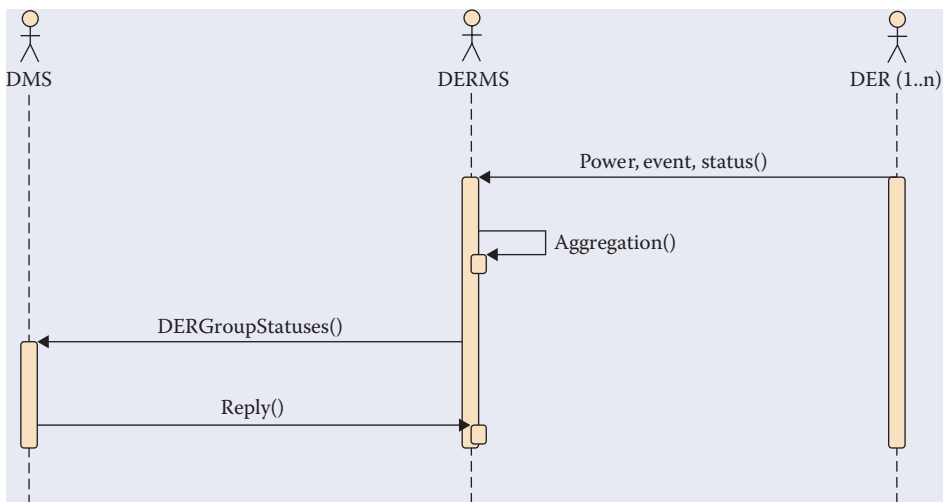 DMS
DERMS
DER (1..n)
Power, event, status()
Aggregation()
DERGroupStatuses()
Reply()